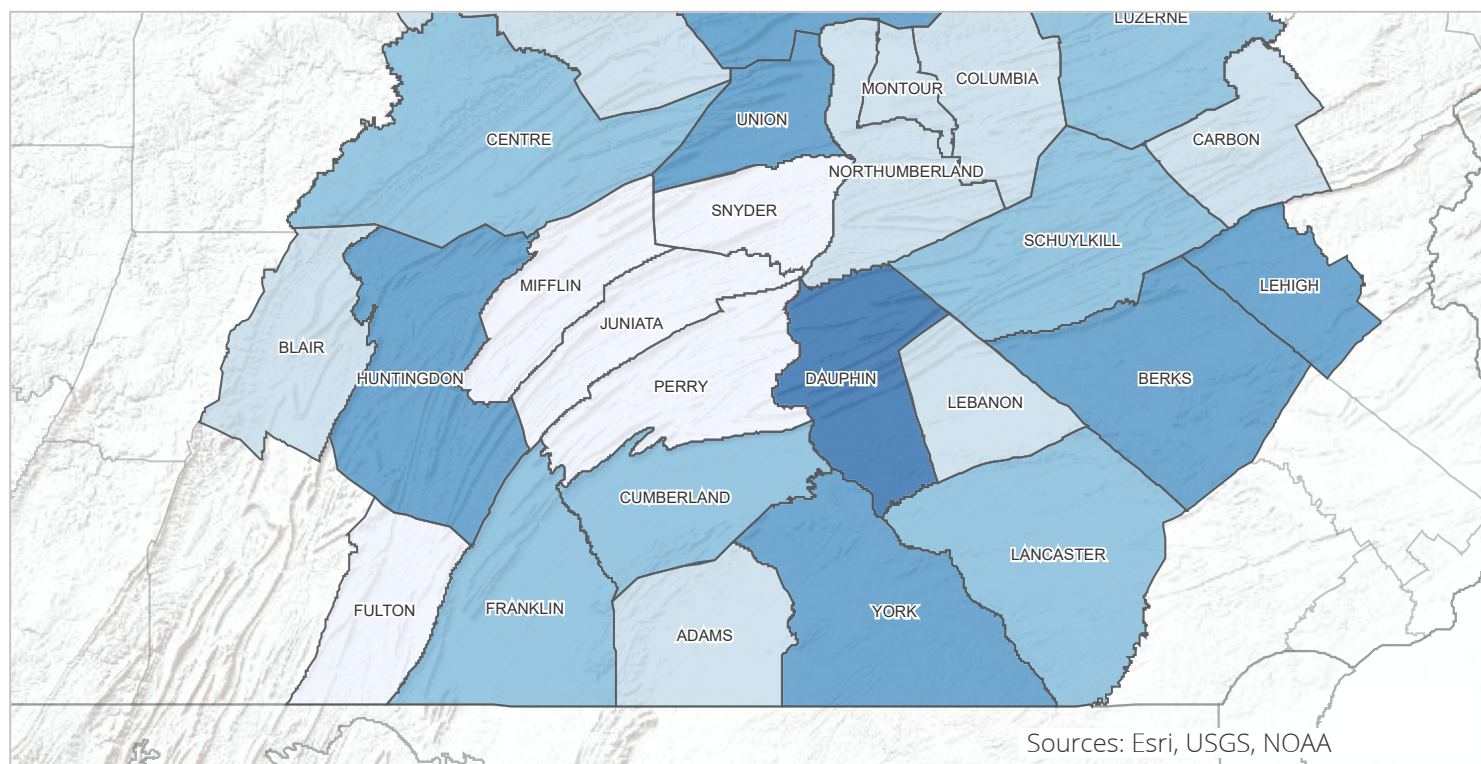 LUZERNE
COLUMBIA
MONTOUR
UNION
CENTRE
CARBON
NORTHUMBERLAND
SNYDER
SCHUYLKILL
MIFFLIN
LEHIGH
JUNIATA
BLAIR
HUNTINGDON
PERRY
DAUPHIN
BERKS
LEBANON
CUMBERLAND
LANCASTER
FULTON
FRANKLIN
YORK
ADAMS
Sources: Esri, USGS, NOAA